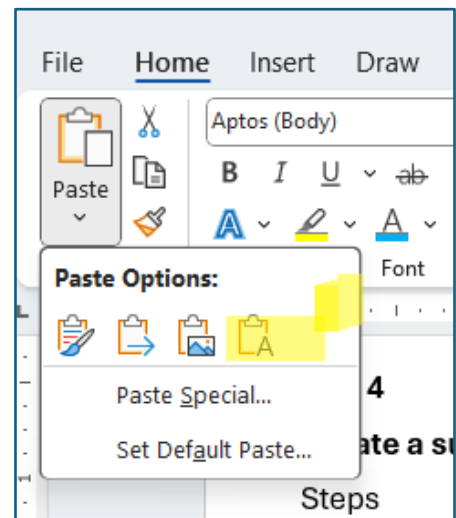 File Home Insert Draw
Aptos (Body)
B I U ab
Paste
A A
Font
Paste Options:
A
4
Paste Special...
ate a su
Set Default Paste...
Steps